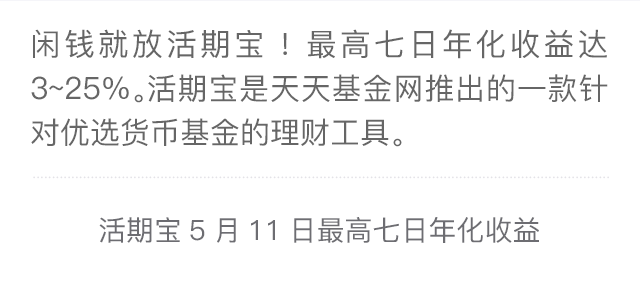 闲钱就放活期宝！最高七日年化收益达
3~25%。活期宝是天天基金网推出的一款针
对优选货币基金的理财工具。
活期宝 5 月 11 日最高七日年化收益